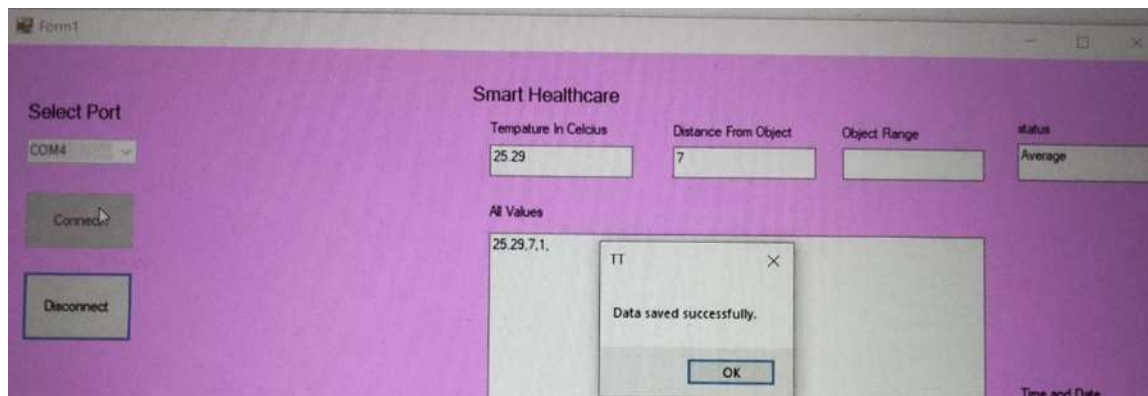 Form1
Select Port
COM4
Connect
Disconnect
Smart Healthcare
Tempature In Celcius
25.29
Distance From Object
7
Object Range
status
Average
All Values
25.29,7,1,
TT
Data saved successfully.
OK
Time and Date